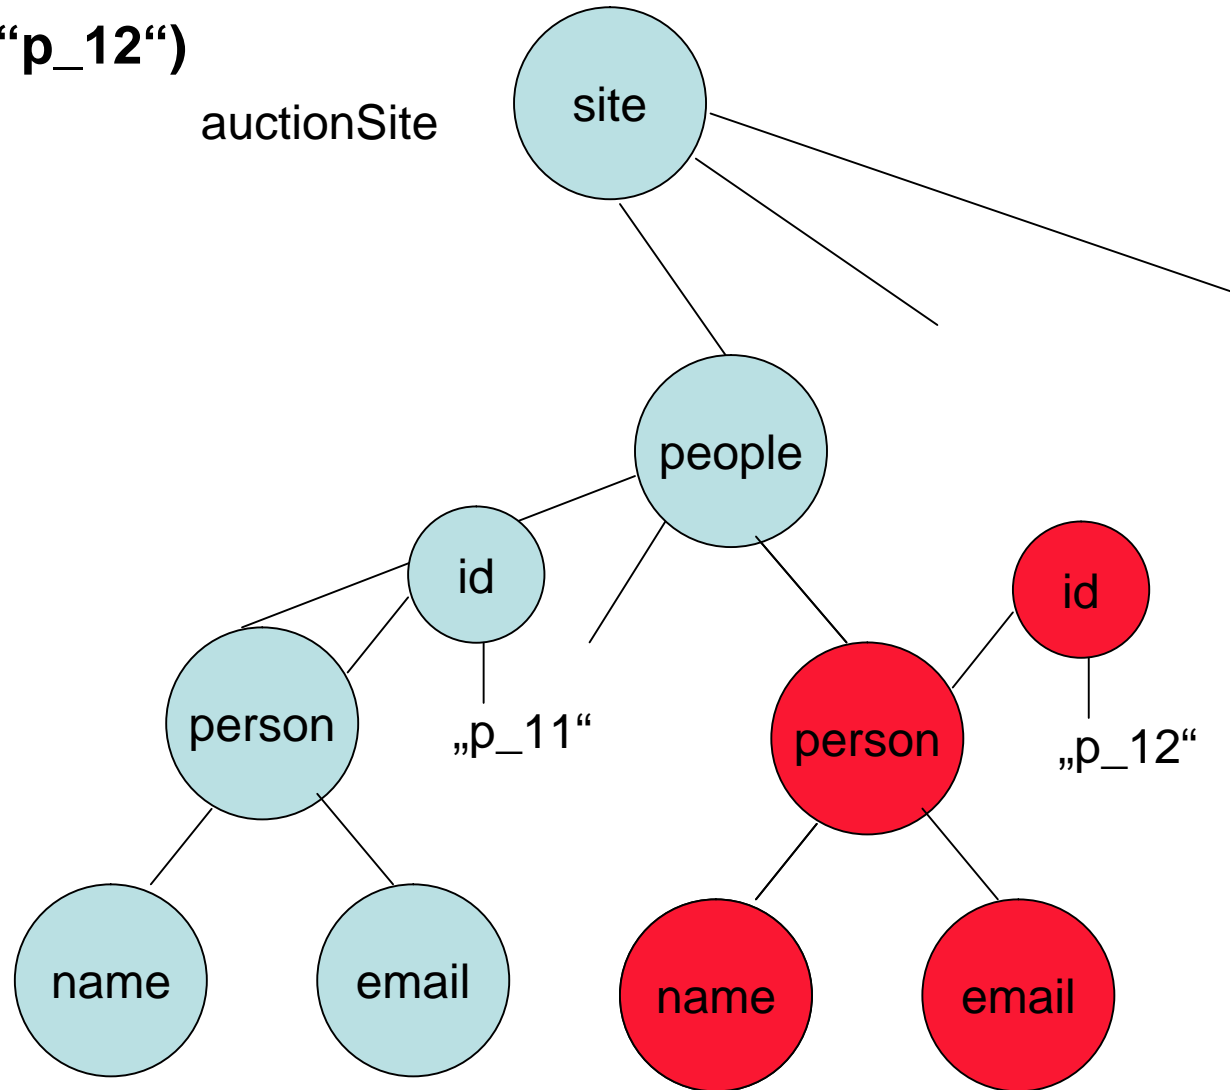 “p_12“)
auctionSite
site
people
id
id
person
„p_11“
person
„p_12“
name
email
name
email